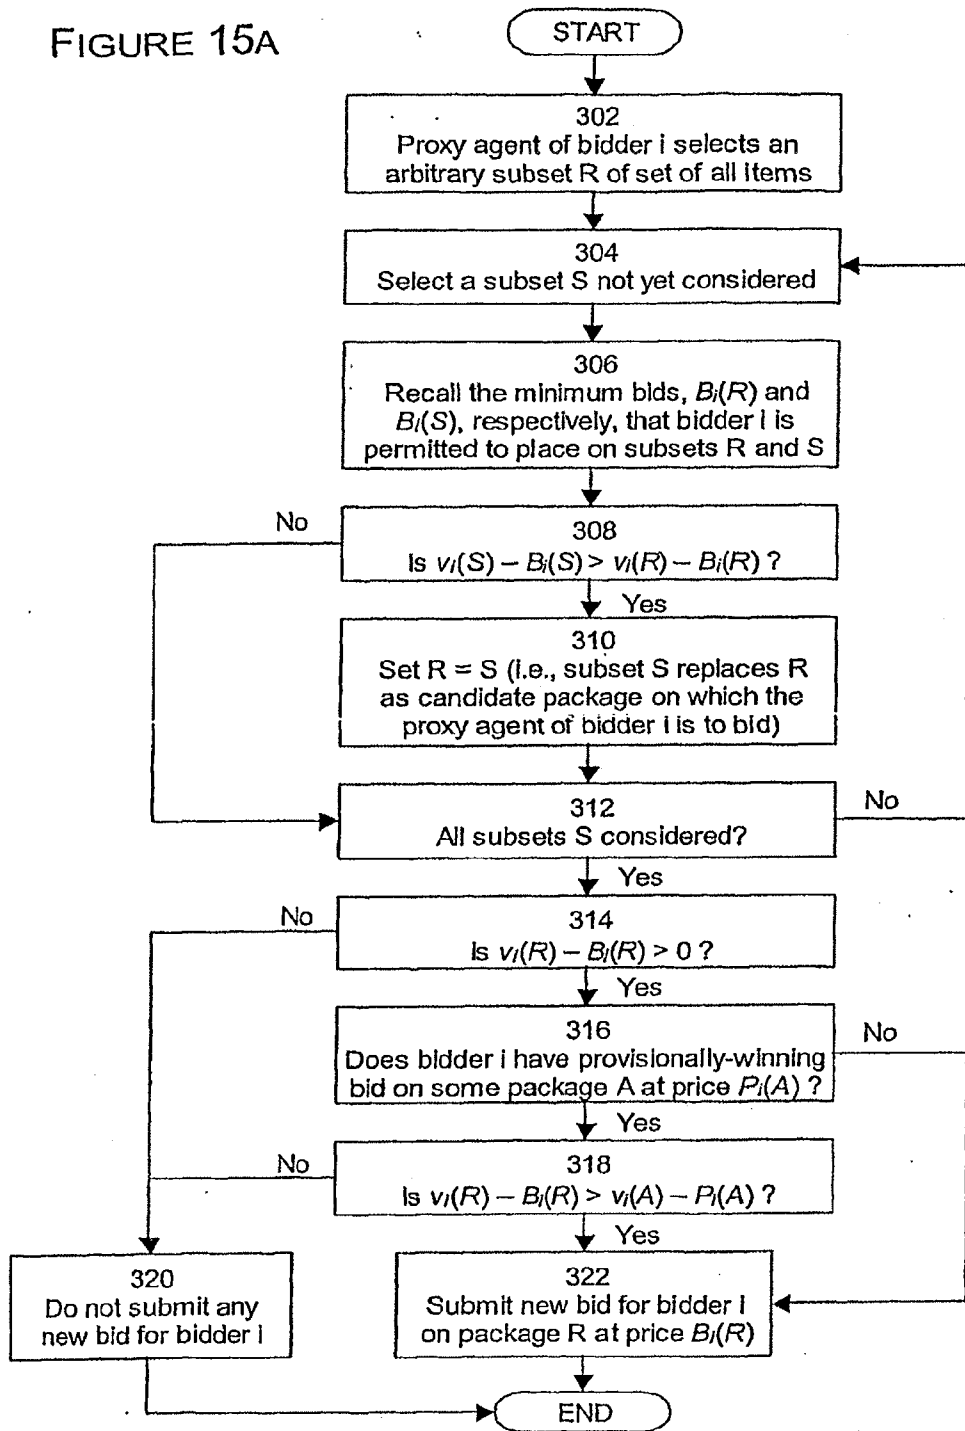 FIGURE 15A
START
302
Proxy agent of bidder i selects an
arbitrary subset R of set of all items
304
Select a subset S not yet considered
306
Recall the minimum bids, Bi(R) and
Bi(S), respectively, that bidder i is
permitted to place on subsets R and S
No
308
Is vi(S) – Bi(S) > vi(R) – Bi(R) ?
Yes
310
Set R = S (i.e., subset S replaces R
as candidate package on which the
proxy agent of bidder i is to bid)
312
All subsets S considered?
No
Yes
No
314
Is vi(R) – Bi(R) > 0 ?
Yes
316
Does bidder i have provisionally-winning
bid on some package A at price Pi(A) ?
No
Yes
No
318
Is vi(R) – Bi(R) > vi(A) – Pi(A) ?
Yes
320
Do not submit any
new bid for bidder i
322
Submit new bid for bidder i
on package R at price Bi(R)
END